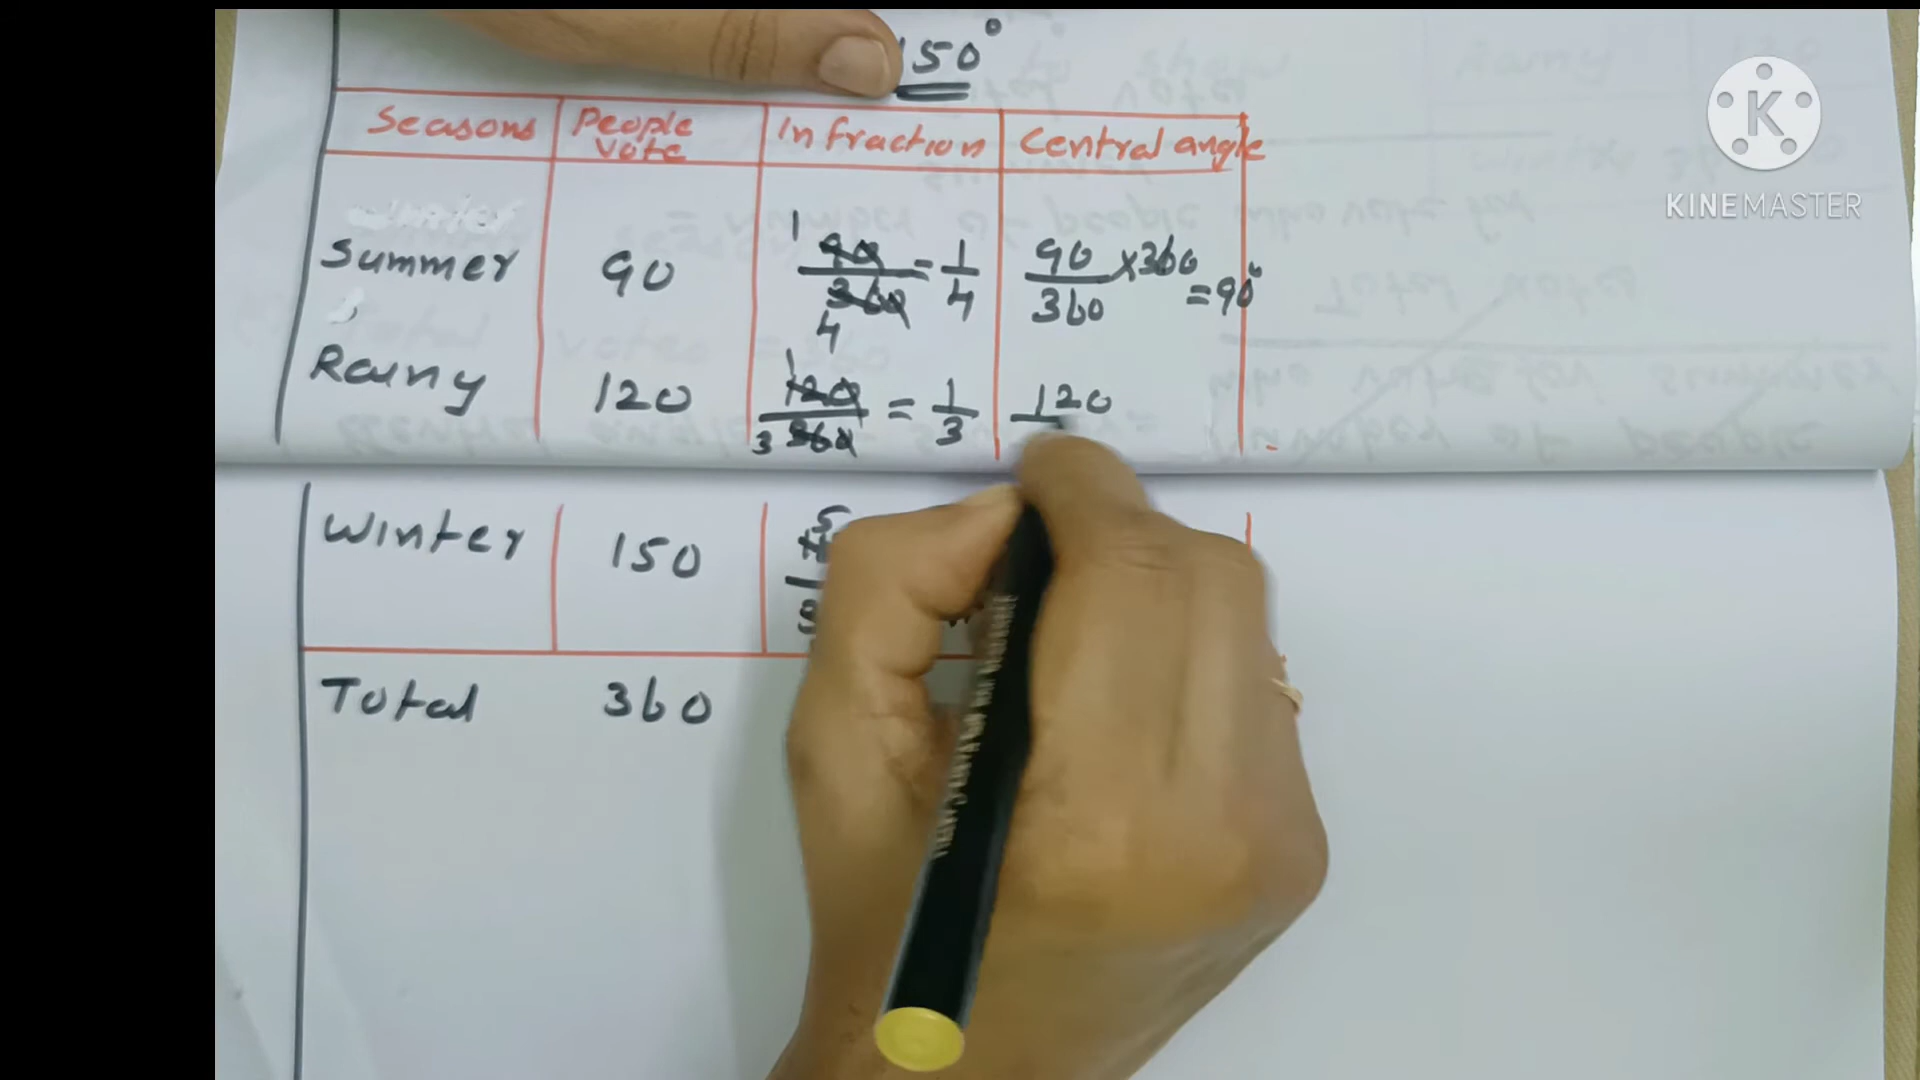 150°
Seasons People vote In fraction Central angle
Summer 90 1 90/360 4 = 1/4 90/360 x360 = 90°
Rainy 120 1 120/360 3 = 1/3 120
Winter 150 5
Total 360
KINEMASTER